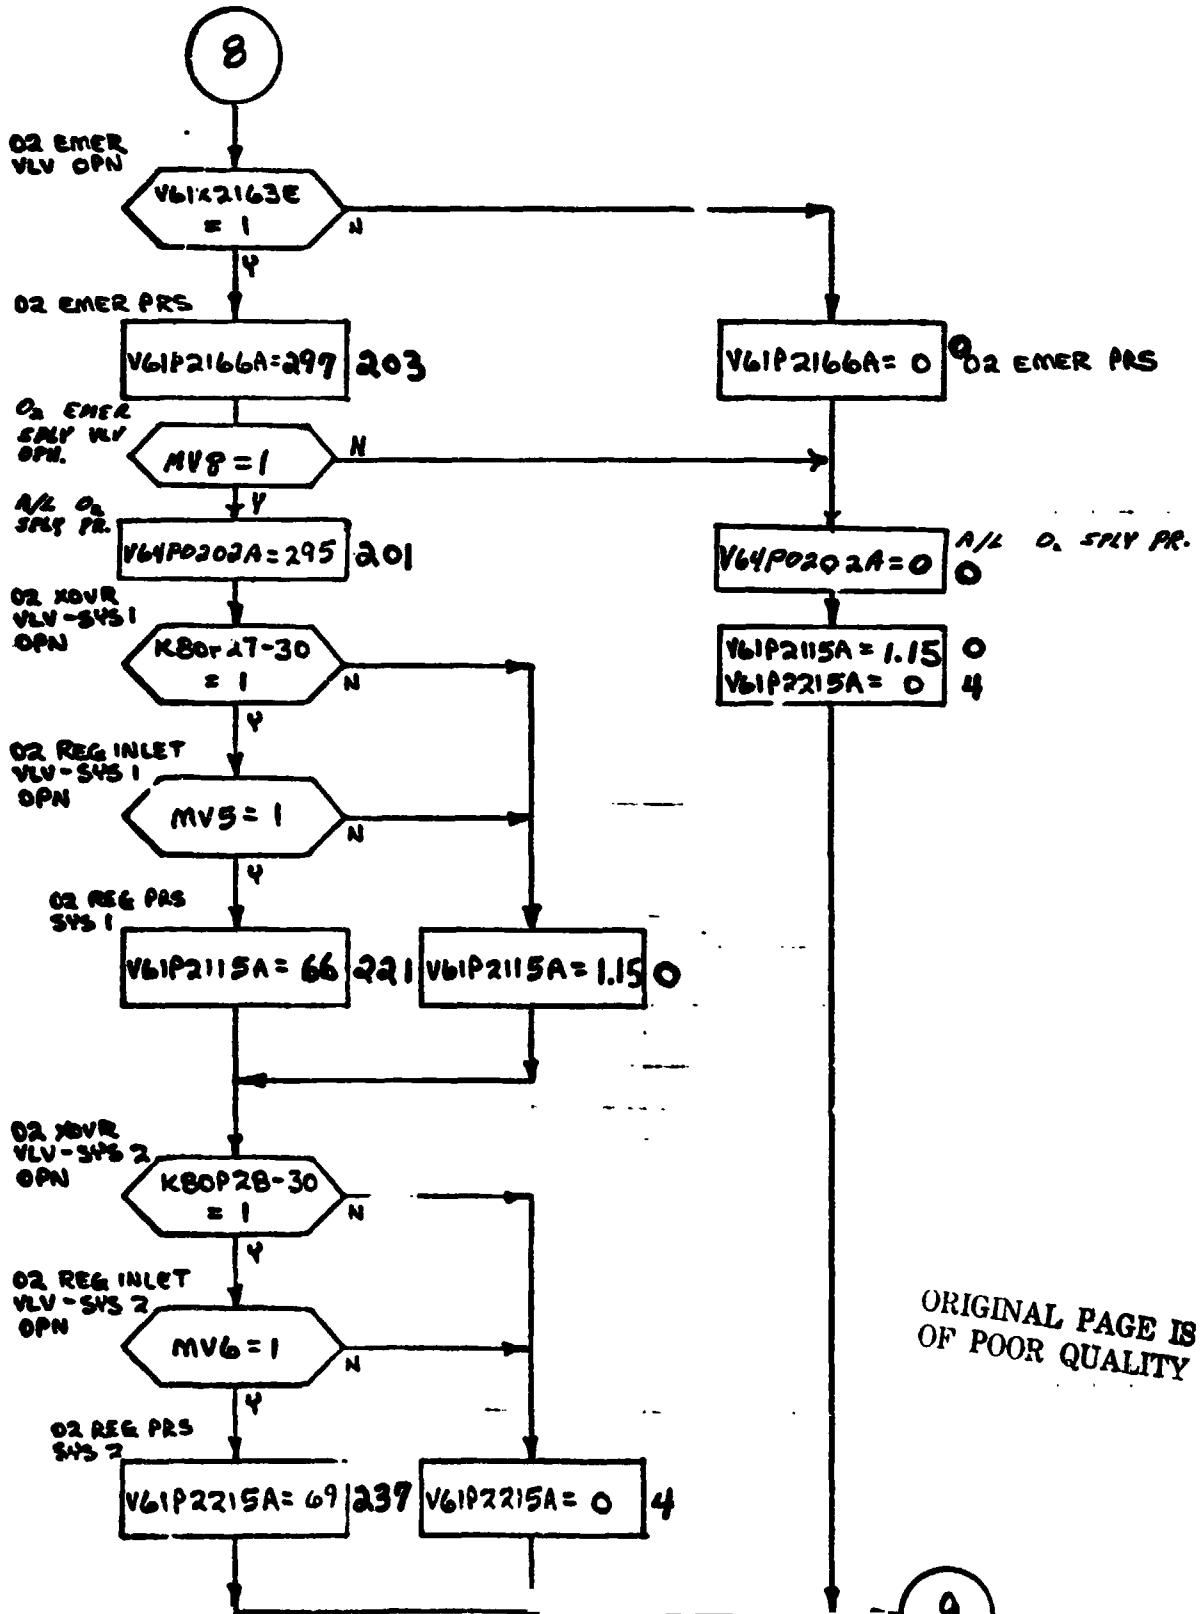 8
O2 EMER
VLV OPN
V61X2163E
= 1
N
Y
O2 EMER PRS
V61P2166A=297 203
V61P2166A= 0 0
O2 EMER PRS
O2 EMER
SPLY VLV
OPN.
MV8 = 1
N
Y
A/L O2
SPLY PR.
V64P0202A=295 201
V64P0202A=0 0
A/L O2 SPLY PR.
O2 XOVR
VLV-SYS 1
OPN
K80P27-30
= 1
N
Y
V61P2115A = 1.15 0
V61P2215A = 0 4
O2 REG INLET
VLV-SYS 1
OPN
MV5 = 1
N
Y
O2 REG PRS
SYS 1
V61P2115A = 66 221
V61P2115A = 1.15 0
O2 XOVR
VLV-SYS 2
OPN
K80P28-30
= 1
N
Y
O2 REG INLET
VLV-SYS 2
OPN
MV6 = 1
N
Y
ORIGINAL PAGE IS
OF POOR QUALITY
O2 REG PRS
SYS 2
V61P2215A= 69 237
V61P2215A= 0 4
9